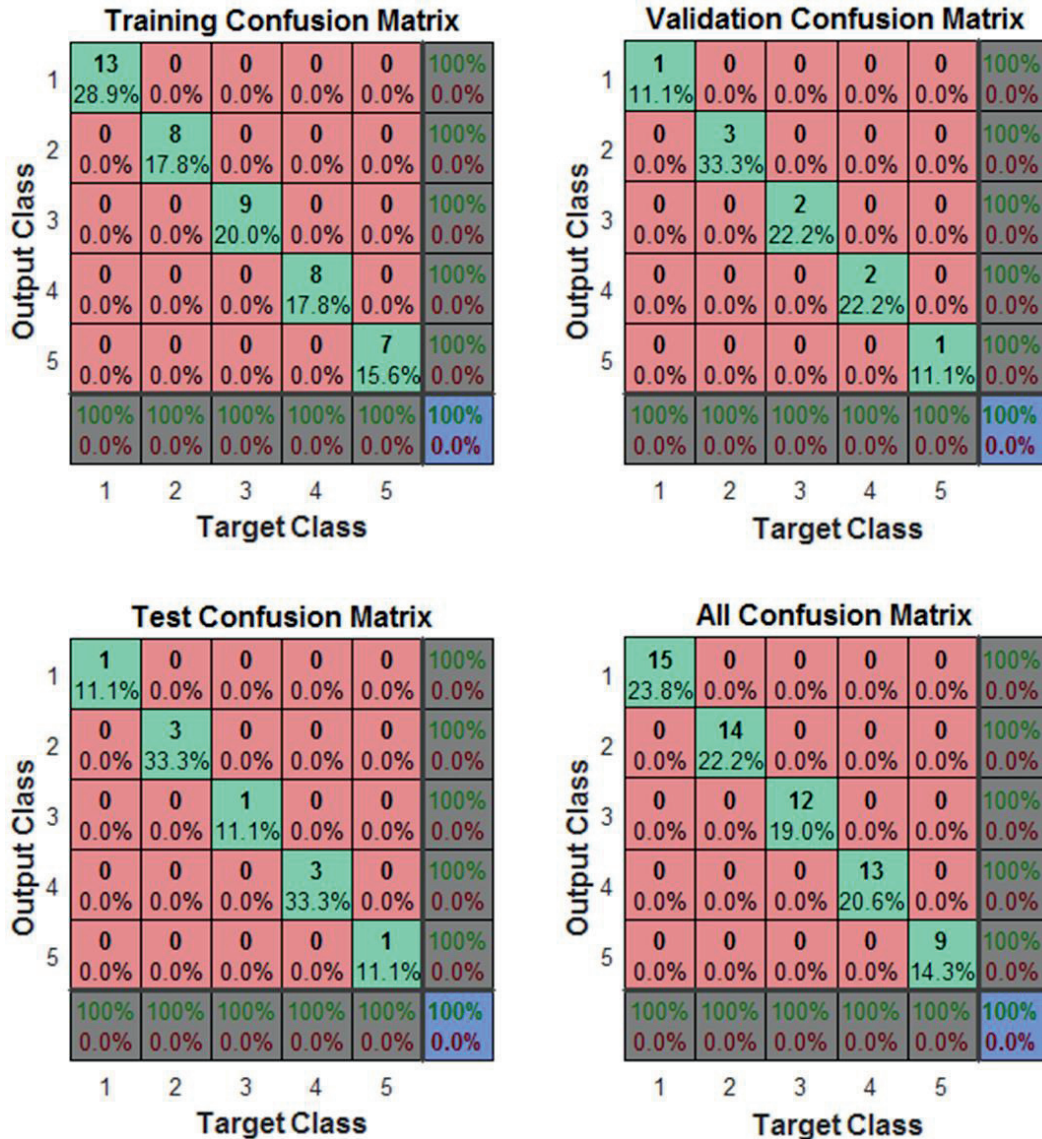 Training Confusion Matrix
Output Class
1
13 0 0 0 0 100%
28.9% 0.0% 0.0% 0.0% 0.0% 0.0%
2
0 8 0 0 0 100%
0.0% 17.8% 0.0% 0.0% 0.0% 0.0%
3
0 0 9 0 0 100%
0.0% 0.0% 20.0% 0.0% 0.0% 0.0%
4
0 0 0 8 0 100%
0.0% 0.0% 0.0% 17.8% 0.0% 0.0%
5
0 0 0 0 7 100%
0.0% 0.0% 0.0% 0.0% 15.6% 0.0%
100% 100% 100% 100% 100% 100%
0.0% 0.0% 0.0% 0.0% 0.0% 0.0%
1 2 3 4 5
Target Class
Validation Confusion Matrix
Output Class
1
1 0 0 0 0 100%
11.1% 0.0% 0.0% 0.0% 0.0% 0.0%
2
0 3 0 0 0 100%
0.0% 33.3% 0.0% 0.0% 0.0% 0.0%
3
0 0 2 0 0 100%
0.0% 0.0% 22.2% 0.0% 0.0% 0.0%
4
0 0 0 2 0 100%
0.0% 0.0% 0.0% 22.2% 0.0% 0.0%
5
0 0 0 0 1 100%
0.0% 0.0% 0.0% 0.0% 11.1% 0.0%
100% 100% 100% 100% 100% 100%
0.0% 0.0% 0.0% 0.0% 0.0% 0.0%
1 2 3 4 5
Target Class
Test Confusion Matrix
Output Class
1
1 0 0 0 0 100%
11.1% 0.0% 0.0% 0.0% 0.0% 0.0%
2
0 3 0 0 0 100%
0.0% 33.3% 0.0% 0.0% 0.0% 0.0%
3
0 0 1 0 0 100%
0.0% 0.0% 11.1% 0.0% 0.0% 0.0%
4
0 0 0 3 0 100%
0.0% 0.0% 0.0% 33.3% 0.0% 0.0%
5
0 0 0 0 1 100%
0.0% 0.0% 0.0% 0.0% 11.1% 0.0%
100% 100% 100% 100% 100% 100%
0.0% 0.0% 0.0% 0.0% 0.0% 0.0%
1 2 3 4 5
Target Class
All Confusion Matrix
Output Class
1
15 0 0 0 0 100%
23.8% 0.0% 0.0% 0.0% 0.0% 0.0%
2
0 14 0 0 0 100%
0.0% 22.2% 0.0% 0.0% 0.0% 0.0%
3
0 0 12 0 0 100%
0.0% 0.0% 19.0% 0.0% 0.0% 0.0%
4
0 0 0 13 0 100%
0.0% 0.0% 0.0% 20.6% 0.0% 0.0%
5
0 0 0 0 9 100%
0.0% 0.0% 0.0% 0.0% 14.3% 0.0%
100% 100% 100% 100% 100% 100%
0.0% 0.0% 0.0% 0.0% 0.0% 0.0%
1 2 3 4 5
Target Class